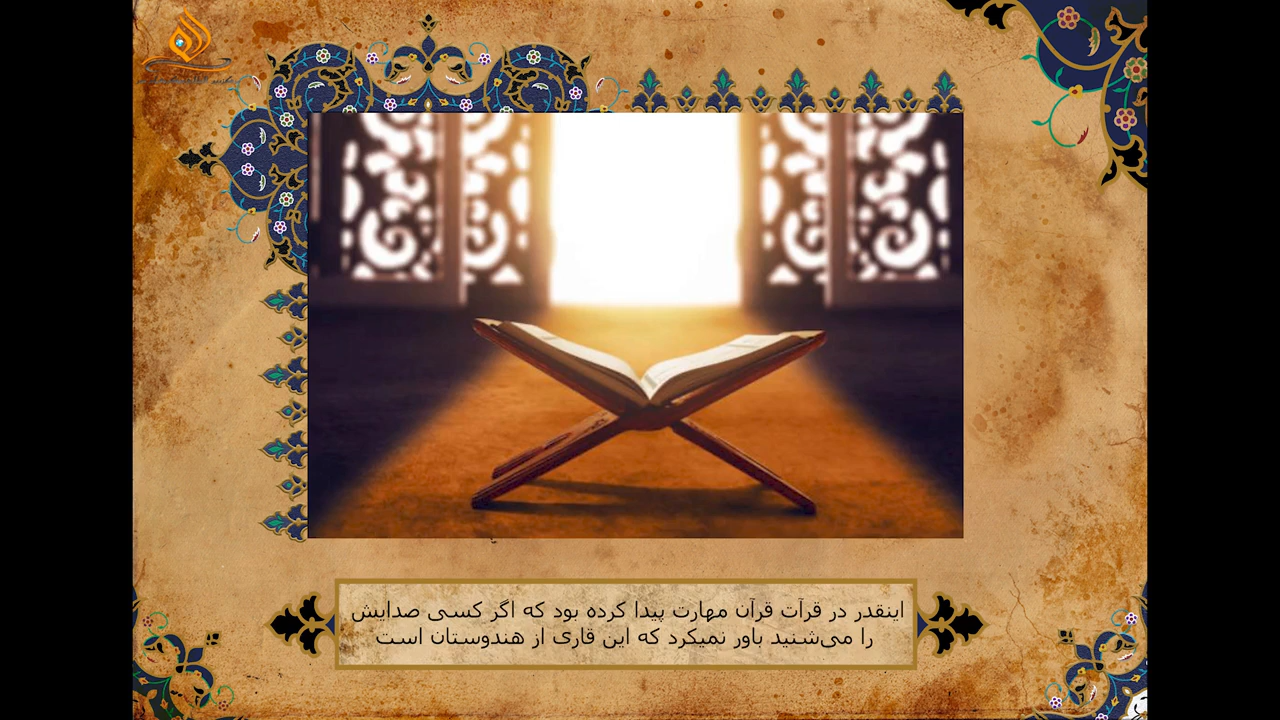 اینقدر در قرآت قرآن مهارت پیدا کرده بود که اگر کسی صدایش
را می‌شنید باور نمیکرد که این قاری از هندوستان است